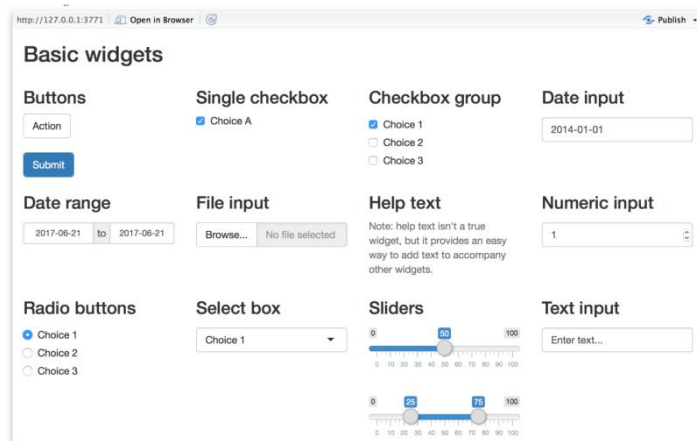 http://127.0.0.1:3771 Open in Browser Publish
Basic widgets
Buttons Single checkbox Checkbox group Date input
Action Choice A Choice 1 2014-01-01
Choice 2
Choice 3
Submit
Date range File input Help text Numeric input
2017-06-21 to 2017-06-21 Browse... No file selected Note: help text isn't a true 1
widget, but it provides an easy
way to add text to accompany
other widgets.
Radio buttons Select box Sliders Text input
Choice 1 Choice 1 0 50 100 Enter text...
Choice 2
Choice 3 0 10 20 30 40 50 60 70 80 90 100
0 25 75 100
0 10 20 30 40 50 60 70 80 90 100